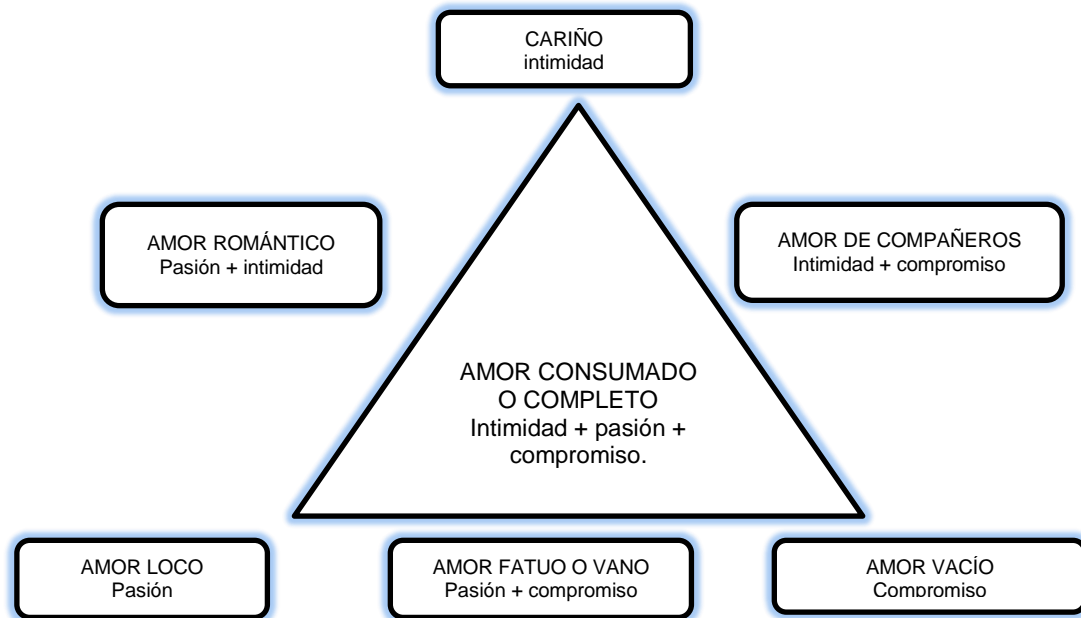 CARIÑO
intimidad
AMOR ROMÁNTICO
Pasión + intimidad
AMOR DE COMPAÑEROS
Intimidad + compromiso
AMOR CONSUMADO
O COMPLETO
Intimidad + pasión +
compromiso.
AMOR LOCO
Pasión
AMOR FATUO O VANO
Pasión + compromiso
AMOR VACÍO
Compromiso